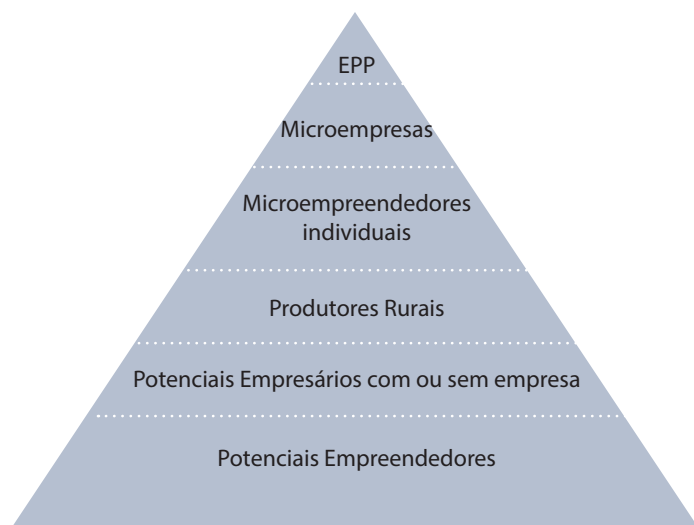 EPP
Microempresas
Microempreendedores
individuais
Produtores Rurais
Potenciais Empresários com ou sem empresa
Potenciais Empreendedores